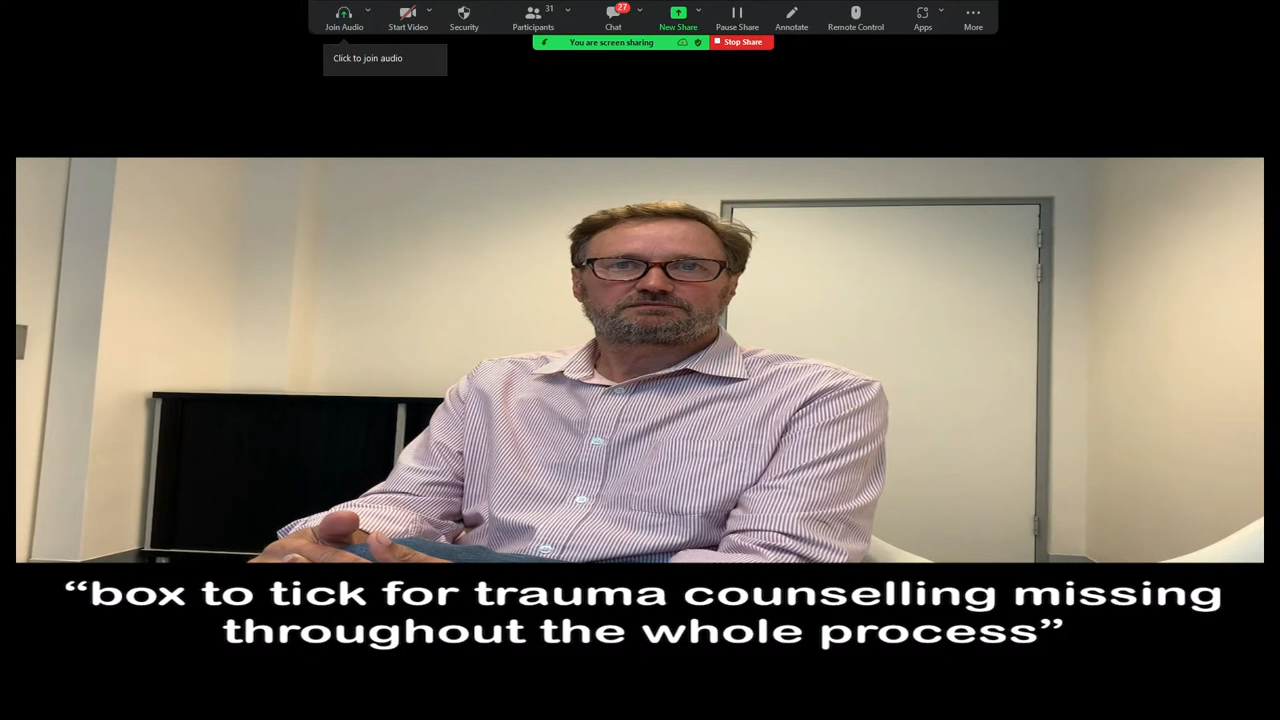 31
27
Join Audio
Start Video
Security
Participants
Chat
New Share
Pause Share
Annotate
Remote Control
Apps
More
You are screen sharing
Stop Share
Click to join audio
“box to tick for trauma counselling missing
throughout the whole process”